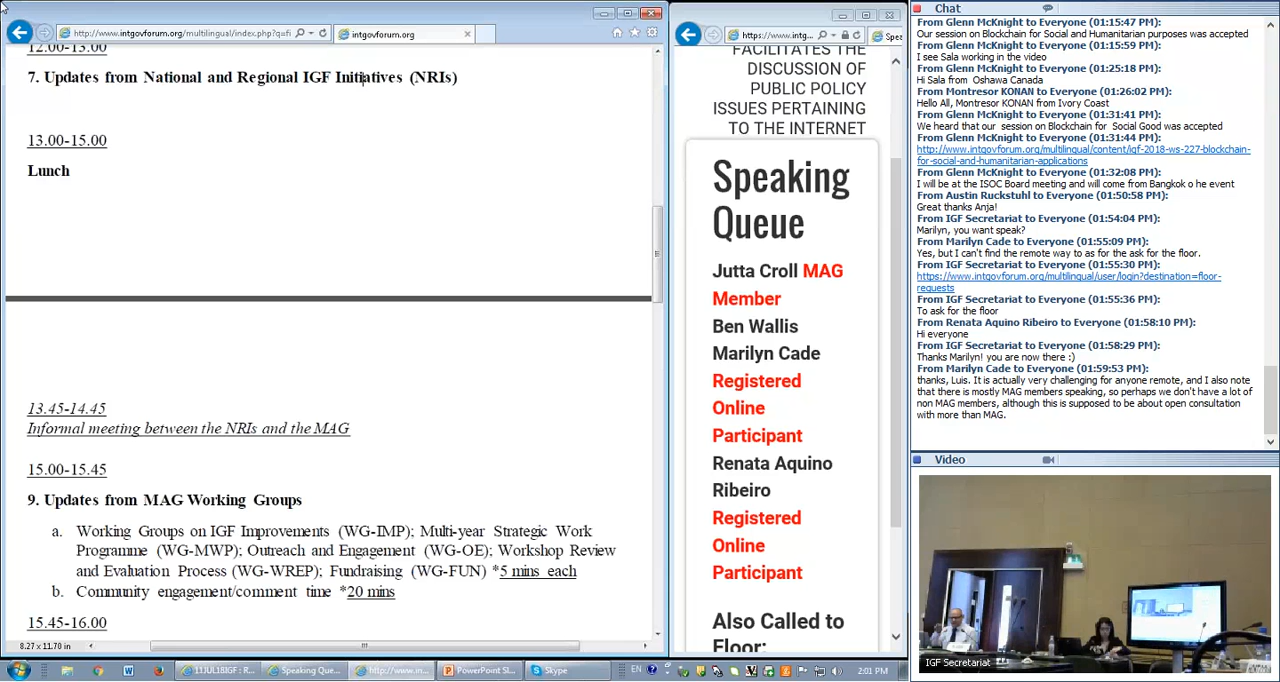 http://www.intgovforum.org/multilingual/index.php?q=fi
intgovforum.org
12.00-13.00
7. Updates from National and Regional IGF Initiatives (NRIs)
13.00-15.00
Lunch
13.45-14.45
Informal meeting between the NRIs and the MAG
15.00-15.45
9. Updates from MAG Working Groups
a. Working Groups on IGF Improvements (WG-IMP); Multi-year Strategic Work
Programme (WG-MWP); Outreach and Engagement (WG-OE); Workshop Review
and Evaluation Process (WG-WREP); Fundraising (WG-FUN) *5 mins each
b. Community engagement/comment time *20 mins
15.45-16.00
8.27 x 11.70 in
https://www.intg...
Spea
FACILITATES THE
DISCUSSION OF
PUBLIC POLICY
ISSUES PERTAINING
TO THE INTERNET
Speaking
Queue
Jutta Croll MAG
Member
Ben Wallis
Marilyn Cade
Registered
Online
Participant
Renata Aquino
Ribeiro
Registered
Online
Participant
Also Called to
Floor:
Chat
From Glenn McKnight to Everyone (01:15:47 PM):
Our session on Blockchain for Social and Humanitarian purposes was accepted
From Glenn McKnight to Everyone (01:15:59 PM):
I see Sala working in the video
From Glenn McKnight to Everyone (01:25:18 PM):
Hi Sala from Oshawa Canada
From Montresor KONAN to Everyone (01:26:02 PM):
Hello All, Montresor KONAN from Ivory Coast
From Glenn McKnight to Everyone (01:31:41 PM):
We heard that our session on Blockchain for Social Good was accepted
From Glenn McKnight to Everyone (01:31:44 PM):
http://www.intgovforum.org/multilingual/content/igf-2018-ws-227-blockchain-
for-social-and-humanitarian-applications
From Glenn McKnight to Everyone (01:32:08 PM):
I will be at the ISOC Board meeting and will come from Bangkok o he event
From Austin Ruckstuhl to Everyone (01:50:58 PM):
Great thanks Anja!
From IGF Secretariat to Everyone (01:54:04 PM):
Marilyn, you want speak?
From Marilyn Cade to Everyone (01:55:09 PM):
Yes, but I can't find the remote way to as for the ask for the floor.
From IGF Secretariat to Everyone (01:55:30 PM):
https://www.intgovforum.org/multilingual/user/login?destination=floor-
requests
From IGF Secretariat to Everyone (01:55:36 PM):
To ask for the floor
From Renata Aquino Ribeiro to Everyone (01:58:10 PM):
Hi everyone
From IGF Secretariat to Everyone (01:58:29 PM):
Thanks Marilyn! you are now there :)
From Marilyn Cade to Everyone (01:59:53 PM):
thanks, Luis. It is actually very challenging for anyone remote, and I also note
that there is mostly MAG members speaking, so perhaps we don't have a lot of
non MAG members, although this is supposed to be about open consultation
with more than MAG.
Video
IGF Secretariat
11JUL18IGF : R...
Speaking Que...
http://www.in...
PowerPoint Sl...
Skype
EN
2:01 PM